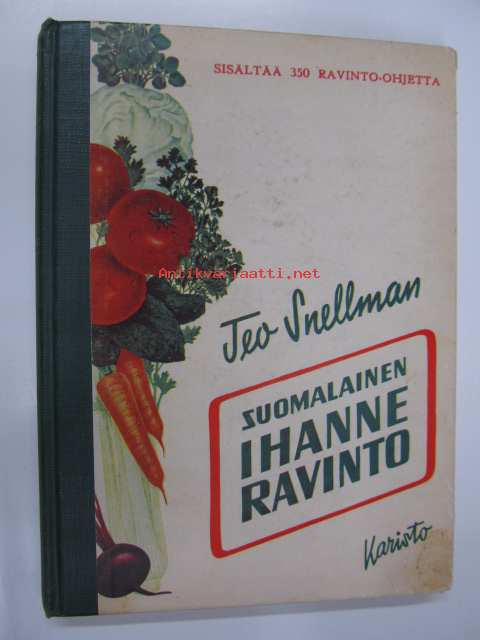 SISÄLTÄÄ 350 RAVINTO-OHJETTA
Antikvariaatti.net
Teo Snellman
SUOMALAINEN
IHANNE
RAVINTO
Karisto